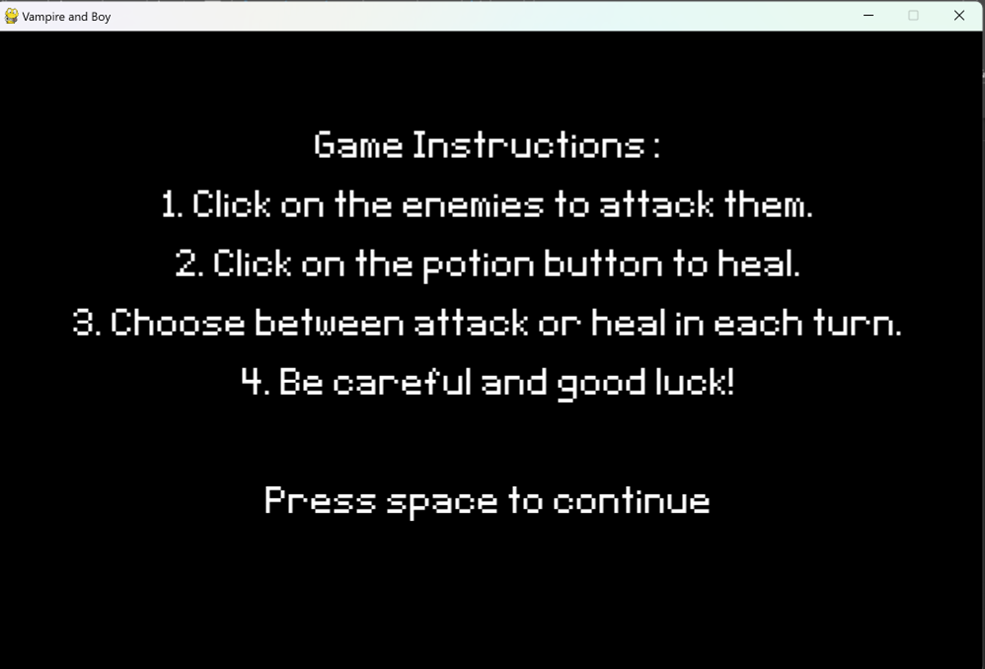 Vampire and Boy
Game Instructions :
1. Click on the enemies to attack them.
2. Click on the potion button to heal.
3. Choose between attack or heal in each turn.
4. Be careful and good luck!
Press space to continue